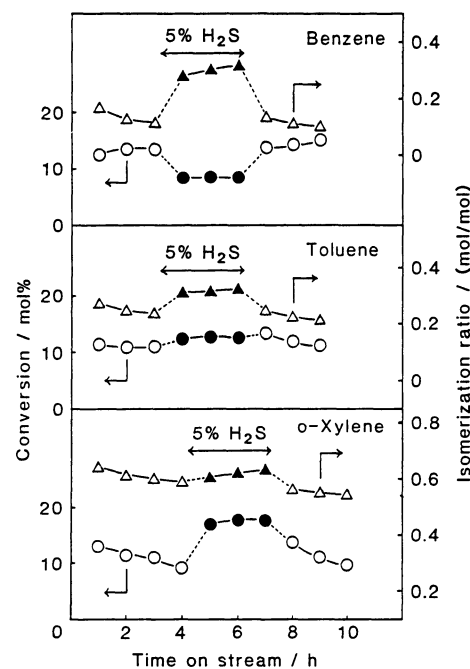 5% H₂S
Benzene
20
10
0
0.4
0.2
0
5% H₂S
Toluene
20
10
0
0.4
0.2
0
5% H₂S
o-Xylene
20
10
0
0.8
0.6
0.4
0.2
2 4 6 8 10
Time on stream / h
Conversion / mol%
Isomerization ratio / (mol/mol)